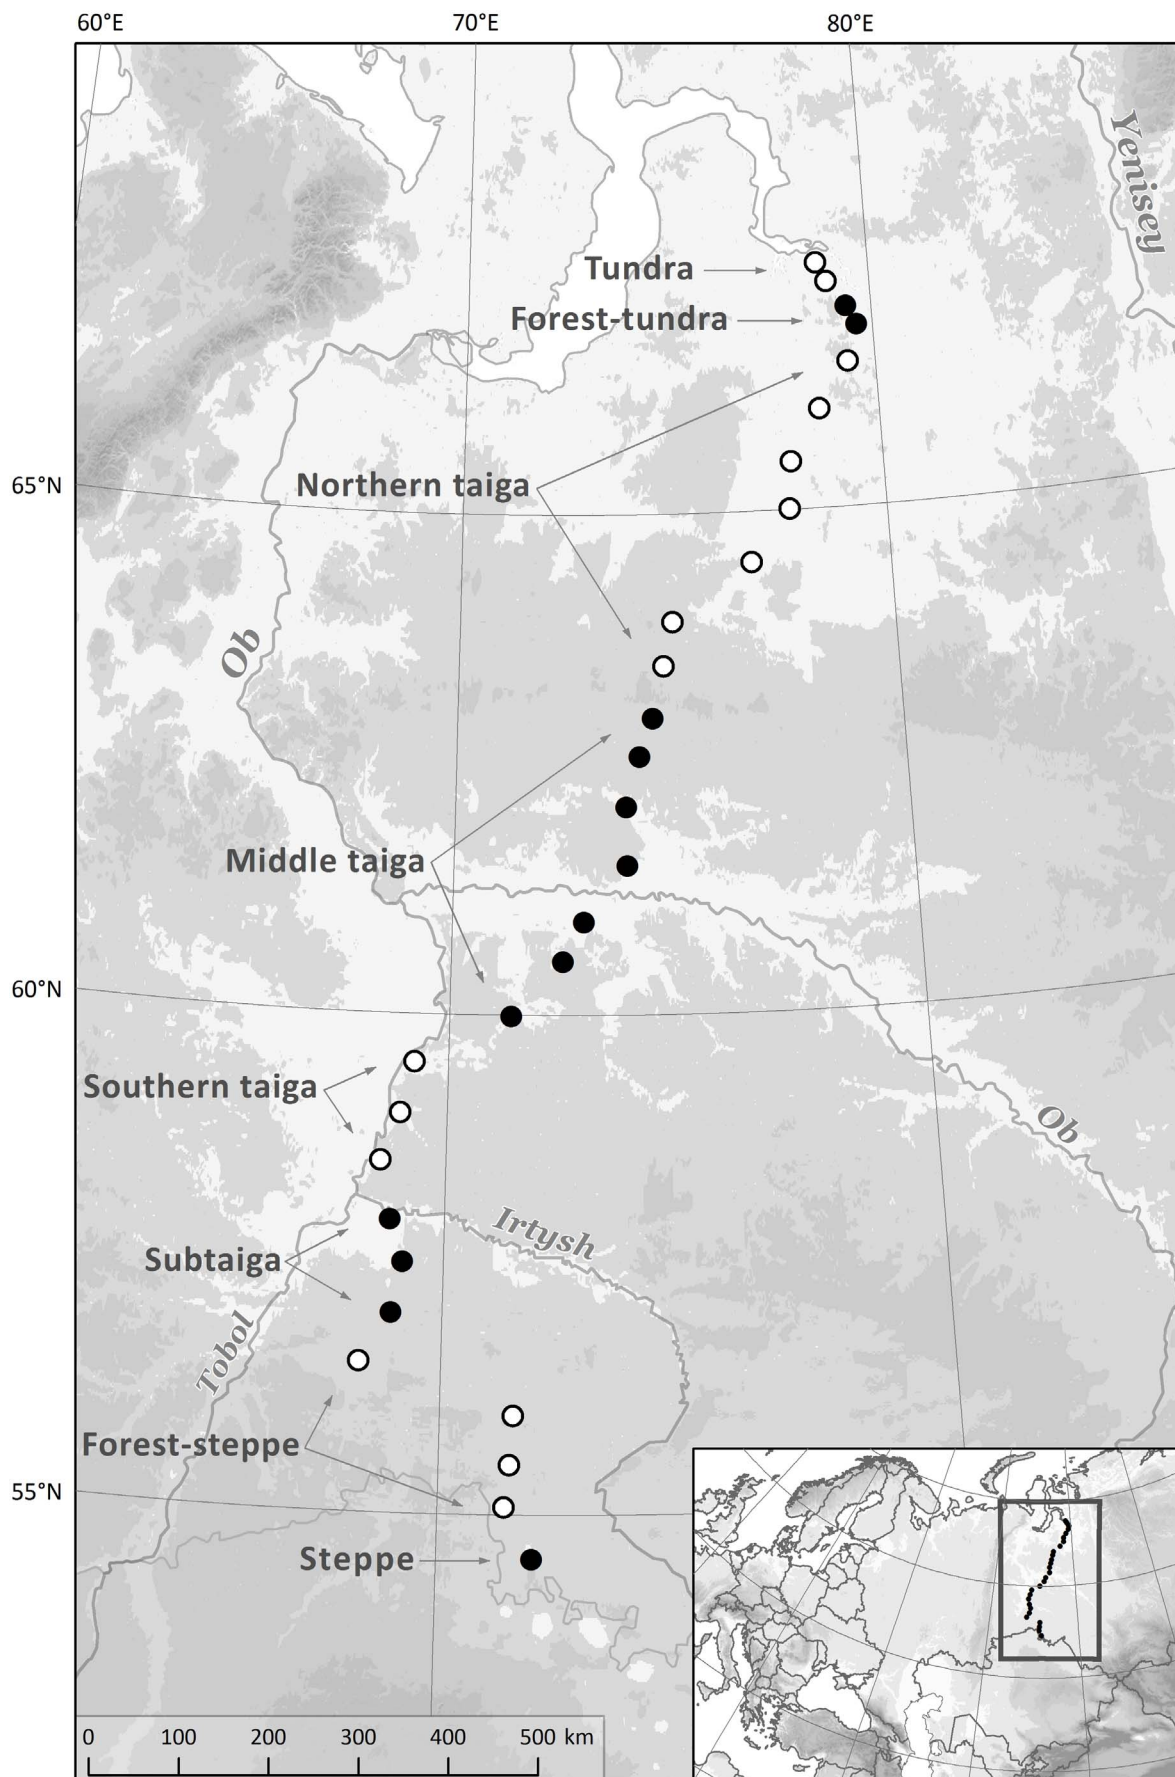 60°E 70°E 80°E
Yenisey
Tundra
Forest-tundra
65°N
Northern taiga
Ob
Middle taiga
60°N
Southern taiga
Ob
Irtysh
Subtaiga
Tobol
Forest-steppe
55°N
Steppe
0 100 200 300 400 500 km